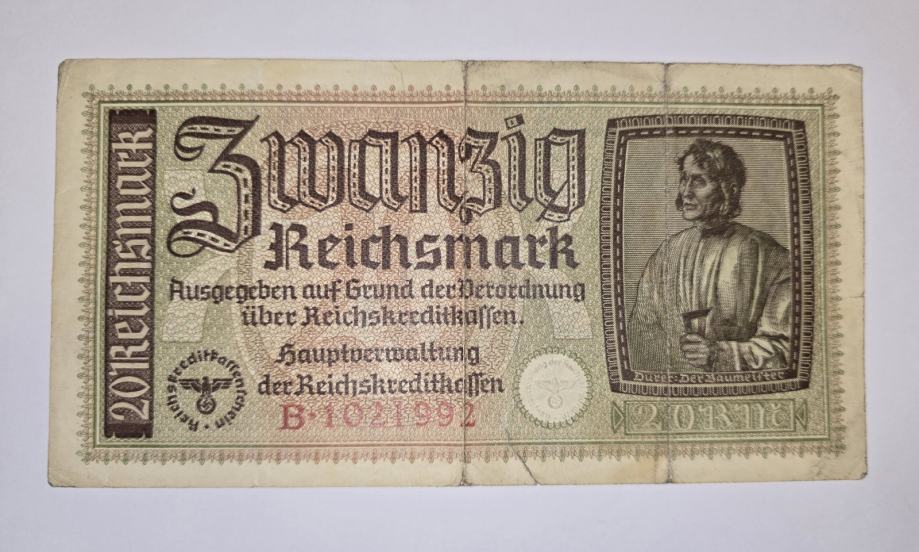 20 Reichsmark
Zwanzig
Reichsmark
Ausgegeben auf Grund der Verordnung
über Reichskreditkassen.
Hauptverwaltung
der Reichskreditkassen
Reichskreditkassenschein
B·1021992
Dürer: Der Baumeister
20 RM